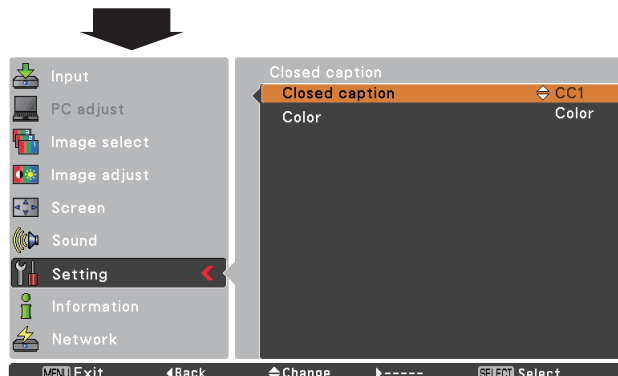 Input
PC adjust
Image select
Image adjust
Screen
Sound
Setting
Information
Network
Closed caption
Closed caption CC1
Color Color
MENU Exit Back Change ----- SELECT Select